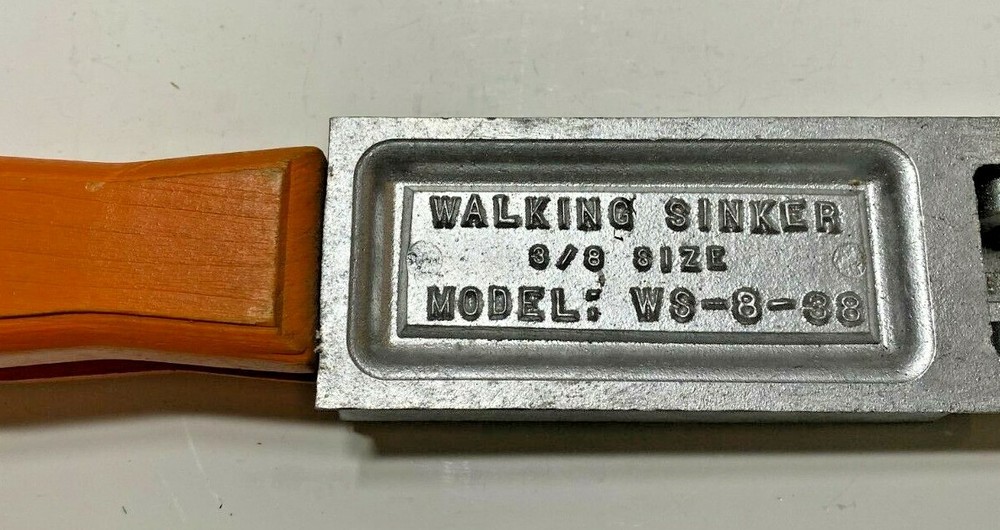 WALKING SINKER
3/8 SIZE
MODEL: WS-8-38